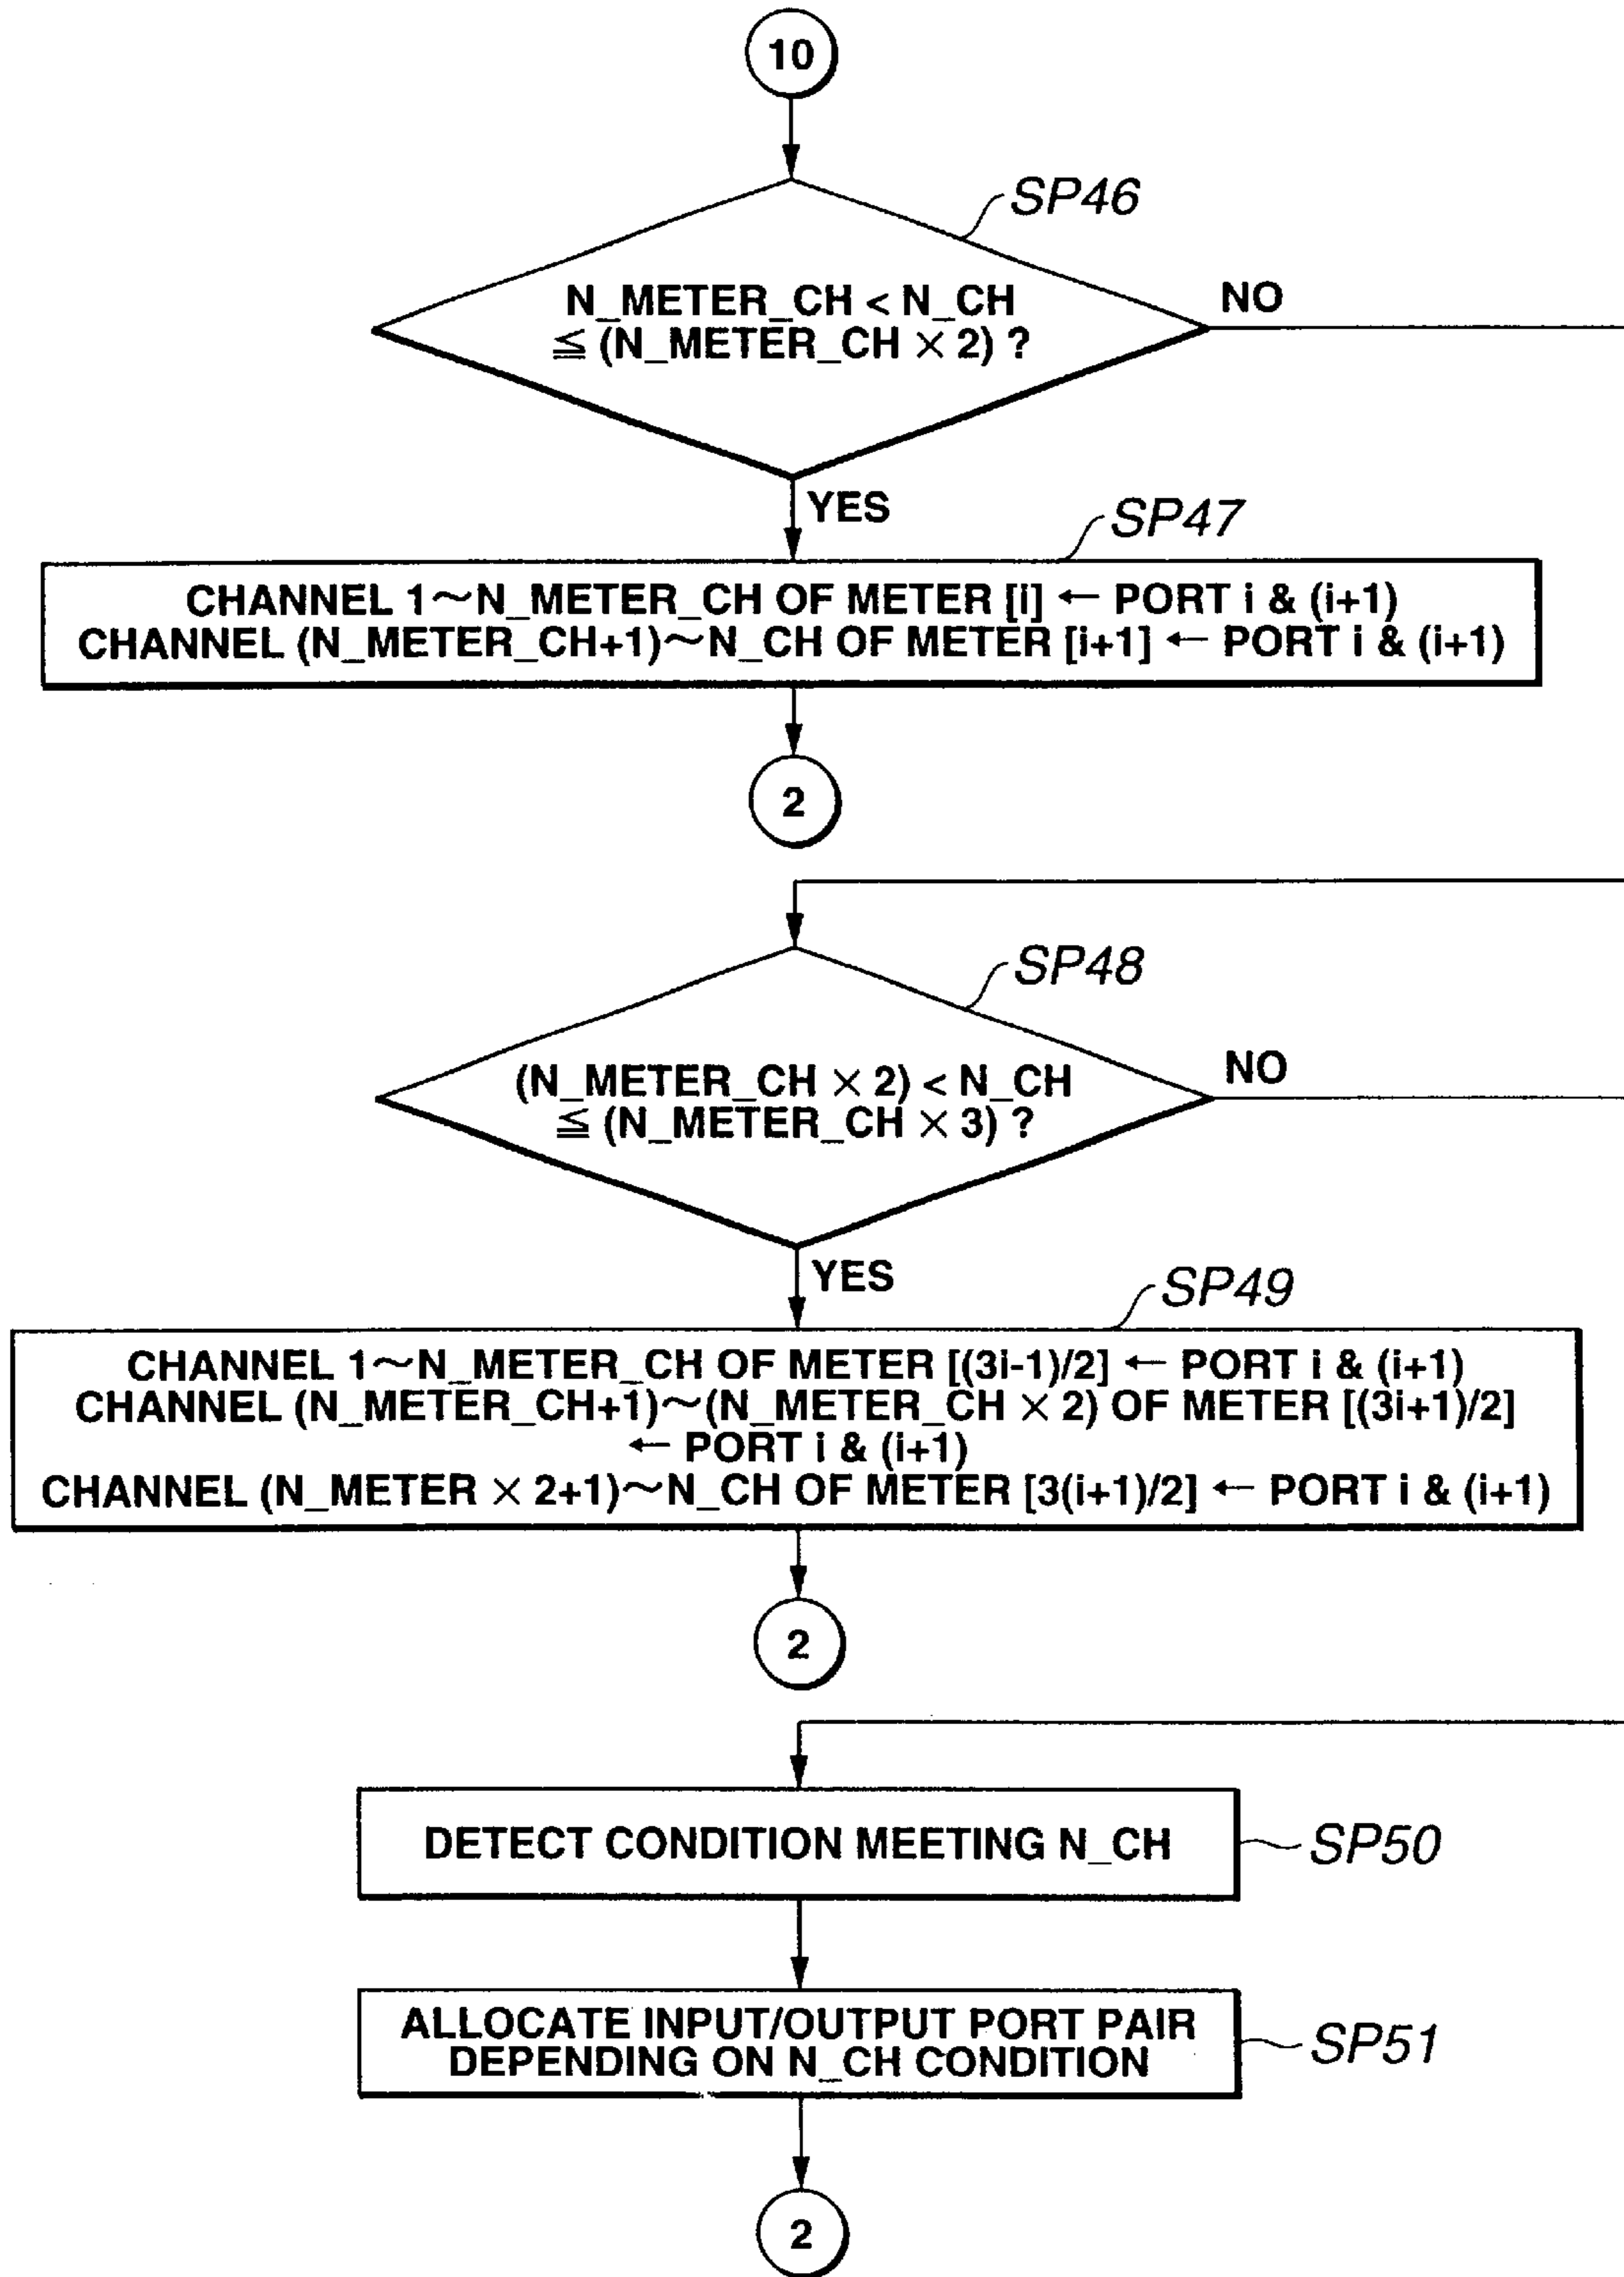 10
SP46
N_METER_CH < N_CH
≦ (N_METER_CH × 2) ?
NO
YES
SP47
CHANNEL 1~N_METER_CH OF METER [i] ← PORT i & (i+1)
CHANNEL (N_METER_CH+1)~N_CH OF METER [i+1] ← PORT i & (i+1)
2
SP48
(N_METER_CH × 2) < N_CH
≦ (N_METER_CH × 3) ?
NO
YES
SP49
CHANNEL 1~N_METER_CH OF METER [(3i-1)/2] ← PORT i & (i+1)
CHANNEL (N_METER_CH+1)~(N_METER_CH × 2) OF METER [(3i+1)/2]
← PORT i & (i+1)
CHANNEL (N_METER × 2+1)~N_CH OF METER [3(i+1)/2] ← PORT i & (i+1)
2
DETECT CONDITION MEETING N_CH
SP50
ALLOCATE INPUT/OUTPUT PORT PAIR
DEPENDING ON N_CH CONDITION
SP51
2